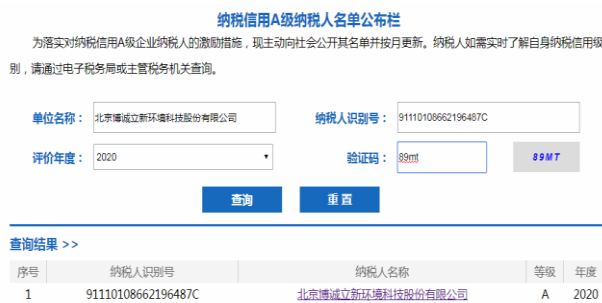 纳税信用A级纳税人名单公布栏
为落实对纳税信用A级企业纳税人的激励措施，现主动向社会公开其名单并按月更新。纳税人如需实时了解自身纳税信用级
别，请通过电子税务局或主管税务机关查询。
单位名称： 北京博诚立新环境科技股份有限公司 纳税人识别号： 91110108662196487C
评价年度： 2020 验证码： 89mt 89MT
查询 重置
查询结果 >>
序号 纳税人识别号 纳税人名称 等级 年度
1 91110108662196487C 北京博诚立新环境科技股份有限公司 A 2020